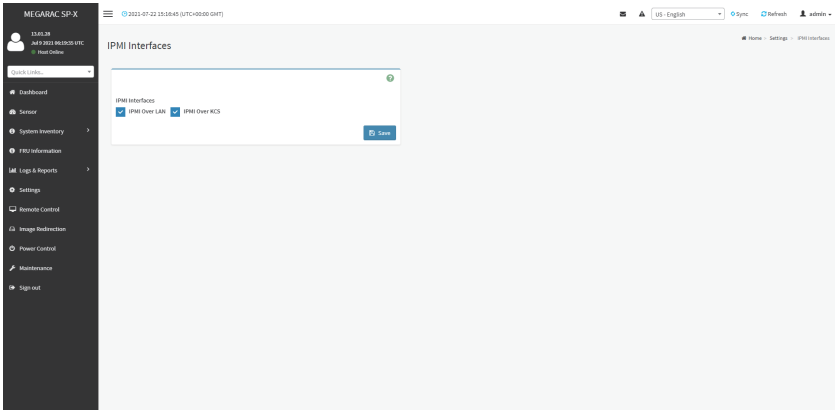 MEGARAC SP-X
2021-07-22 15:16:45 (UTC+00:00 GMT)
US - English
Sync
Refresh
admin
13.01.28
Jul 9 2021 06:19:35 UTC
Host Online
Quick Links...
Dashboard
Sensor
System Inventory
FRU Information
Logs & Reports
Settings
Remote Control
Image Redirection
Power Control
Maintenance
Sign out
IPMI Interfaces
Home > Settings > IPMI Interfaces
IPMI Interfaces
IPMI Over LAN IPMI Over KCS
Save